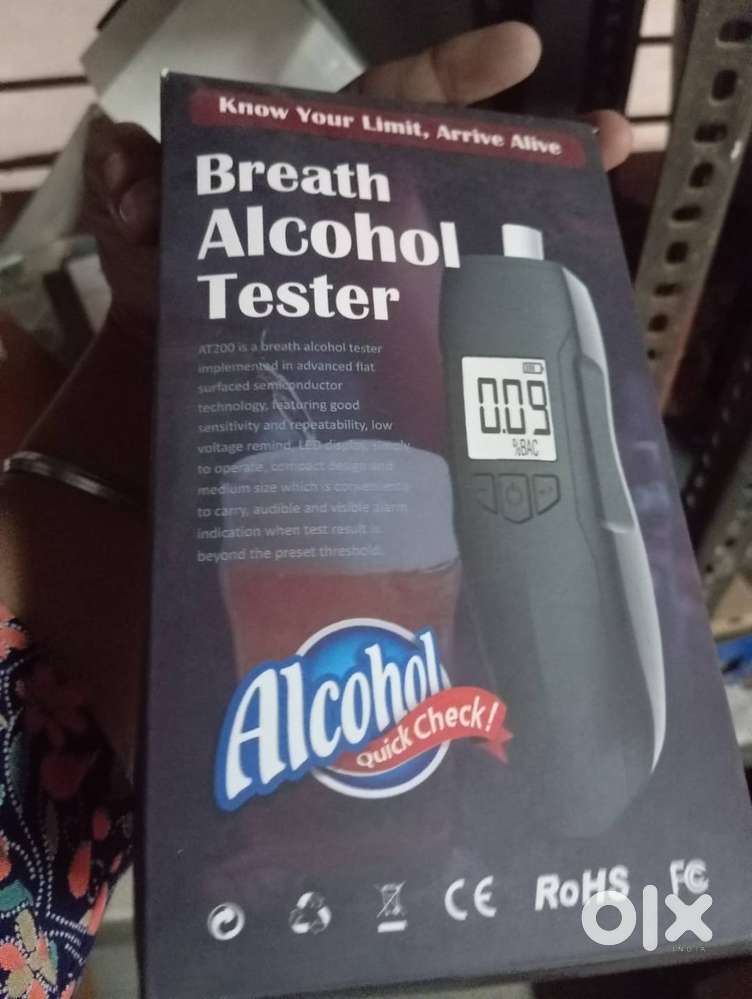 Know Your Limit, Arrive Alive
Breath
Alcohol
Tester
AT200 is a breath alcohol tester
implemented in advanced flat
surfaced semiconductor
technology, featuring good
sensitivity and repeatability, low
voltage remind, LED display, simply
to operate, compact design and
medium size which is convenience
to carry, audible and visible alarm
indication when test result is
beyond the preset threshold.
0.09
%BAC
Alcohol
Quick Check!
CE RoHS FC
olx
INDIA